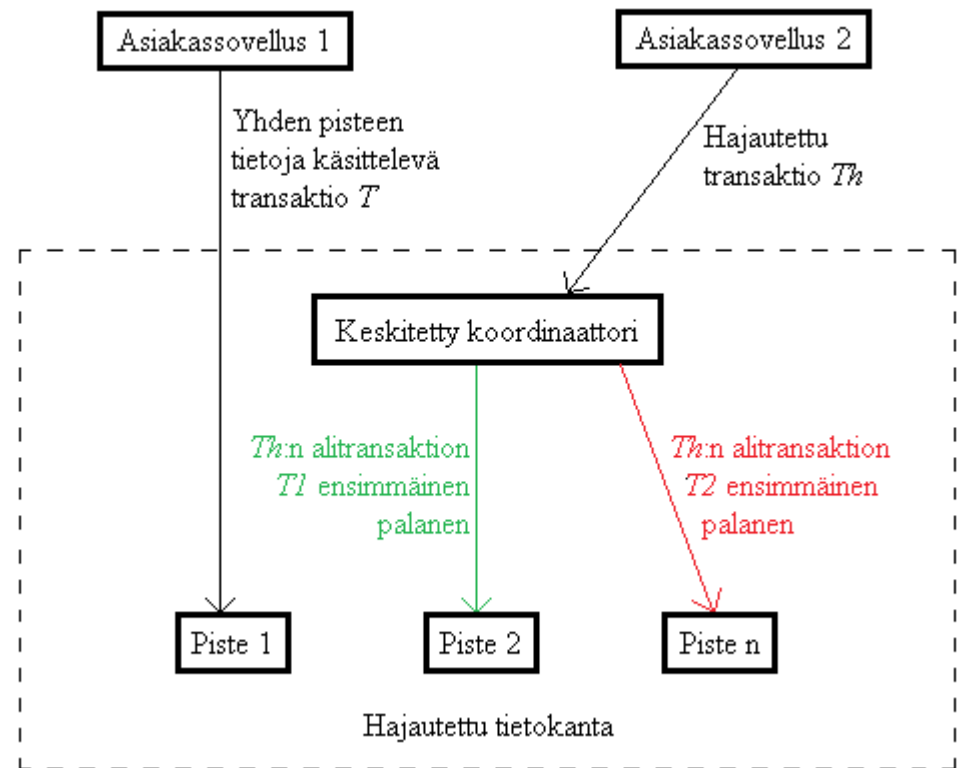 Asiakassovellus 1
Asiakassovellus 2
Yhden pisteen
tietoja käsittelevä
transaktio T
Hajautettu
transaktio Th
Keskitetty koordinaattori
Th:n alitransaktion
T1 ensimmäinen
palanen
Th:n alitransaktion
T2 ensimmäinen
palanen
Piste 1
Piste 2
Piste n
Hajautettu tietokanta